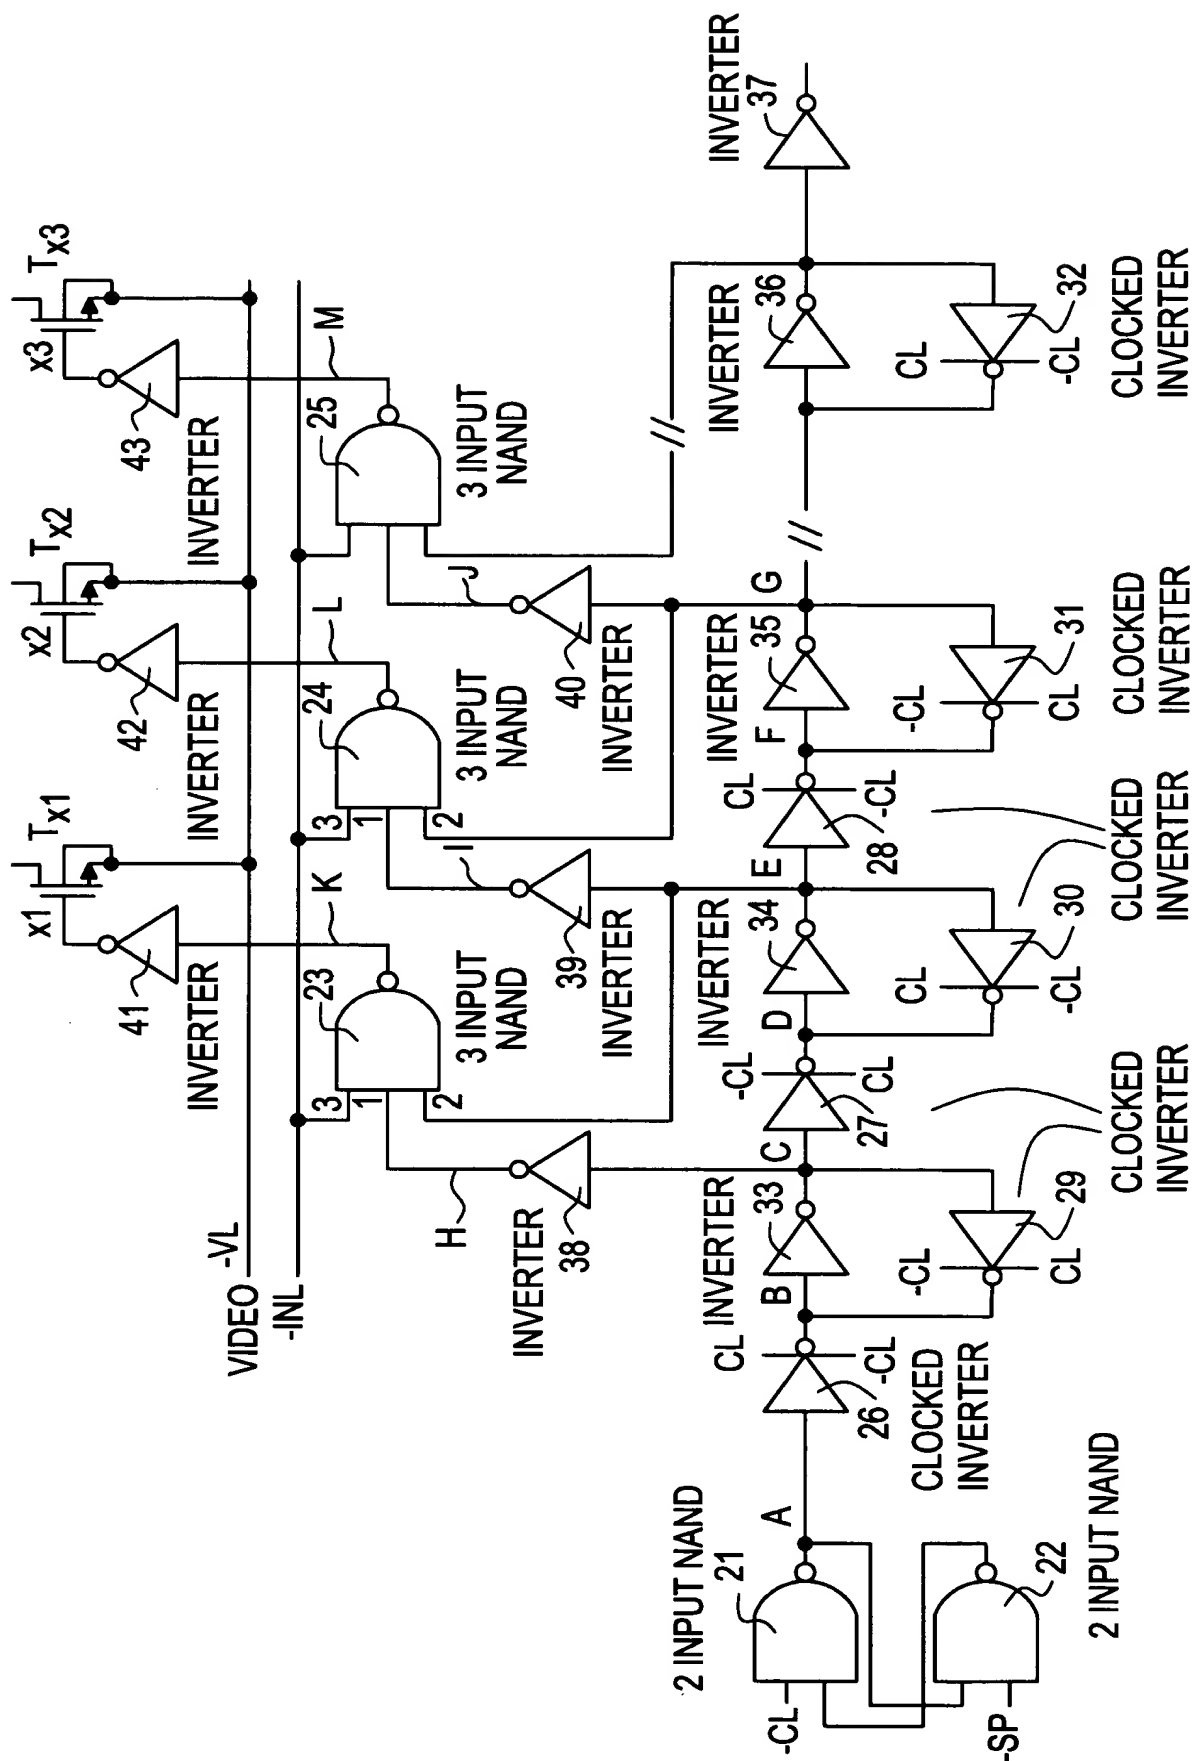 VIDEO -VL
-INL
Tx1
x1
41
INVERTER
K
Tx2
x2
42
INVERTER
L
Tx3
x3
43
INVERTER
M
23
3
1
2
3 INPUT
NAND
24
3
1
2
3 INPUT
NAND
25
3 INPUT
NAND
H
INVERTER
38
I
39
INVERTER
J
40
INVERTER
2 INPUT NAND
21
-CL
A
CL
-CL
26
CLOCKED
INVERTER
B
INVERTER
33
C
-CL
CL
27
D
INVERTER
34
E
CL
-CL
28
F
INVERTER
35
G
INVERTER
36
INVERTER
37
-SP
22
2 INPUT NAND
-CL
CL
29
CLOCKED
INVERTER
CL
-CL
30
CLOCKED
INVERTER
-CL
CL
31
CLOCKED
INVERTER
CL
-CL
32
CLOCKED
INVERTER